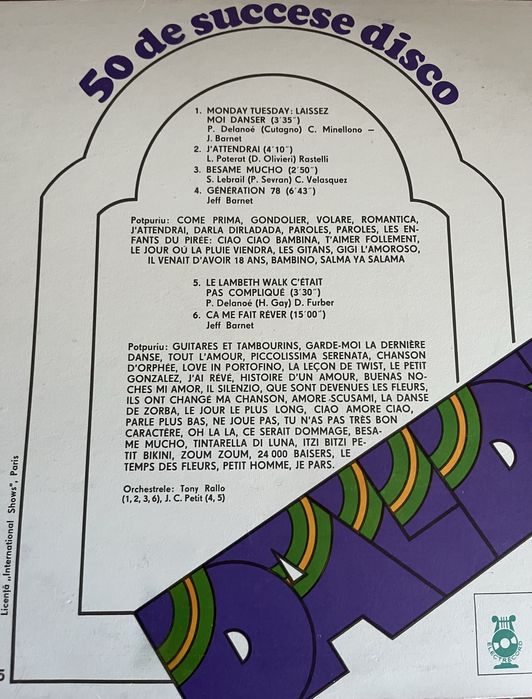 50 de succese disco
1. MONDAY TUESDAY: LAISSEZ
MOI DANSER (3'35″)
P. Delanoé (Cutagno) C. Minellono –
J. Barnet
2. J'ATTENDRAI (4'10″)
L. Poterat (D. Olivieri) Rastelli
3. BESAME MUCHO (2'50″)
S. Lebrail (P. Sevran) C. Velasquez
4. GÉNÉRATION 78 (6'43″)
Jeff Barnet
Potpuriu: COME PRIMA, GONDOLIER, VOLARE, ROMANTICA,
J'ATTENDRAI, DARLA DIRLADADA, PAROLES, PAROLES, LES EN-
FANTS DU PIREE: CIAO CIAO BAMBINA, T'AIMER FOLLEMENT,
LE JOUR OÙ LA PLUIE VIENDRA, LES GITANS, GIGI L'AMOROSO,
IL VENAIT D'AVOIR 18 ANS, BAMBINO, SALMA YA SALAMA
5. LE LAMBETH WALK C'ÉTAIT
PAS COMPLIQUÉ (3'30″)
P. Delanoé (H. Gay) D. Furber
6. CA ME FAIT RÊVER (15'00″)
Jeff Barnet
Potpuriu: GUITARES ET TAMBOURINS, GARDE-MOI LA DERNIÈRE
DANSE, TOUT L'AMOUR, PICCOLISSIMA SERENATA, CHANSON
D'ORPHÉE, LOVE IN PORTOFINO, LA LEÇON DE TWIST, LE PETIT
GONZALEZ, J'AI RÊVÉ, HISTOIRE D'UN AMOUR, BUENAS NO-
CHES MI AMOR, IL SILENZIO, QUE SONT DEVENUES LES FLEURS,
ILS ONT CHANGÉ MA CHANSON, AMORE SCUSAMI, LA DANSE
DE ZORBA, LE JOUR LE PLUS LONG, CIAO AMORE CIAO,
PARLE PLUS BAS, NE JOUE PAS, TU N'AS PAS TRÈS BON
CARACTÈRE, OH LA LA, CE SERAIT DOMMAGE, BESA-
ME MUCHO, TINTARELLA DI LUNA, ITZI BITZI PE-
TIT BIKINI, ZOUM ZOUM, 24 000 BAISERS, LE
TEMPS DES FLEURS, PETIT HOMME, JE PARS.
Orchestrele: Tony Rallo
(1, 2, 3, 6), J. C. Petit (4, 5)
Licență „International Shows", Paris
DALID
ELECTRECORD